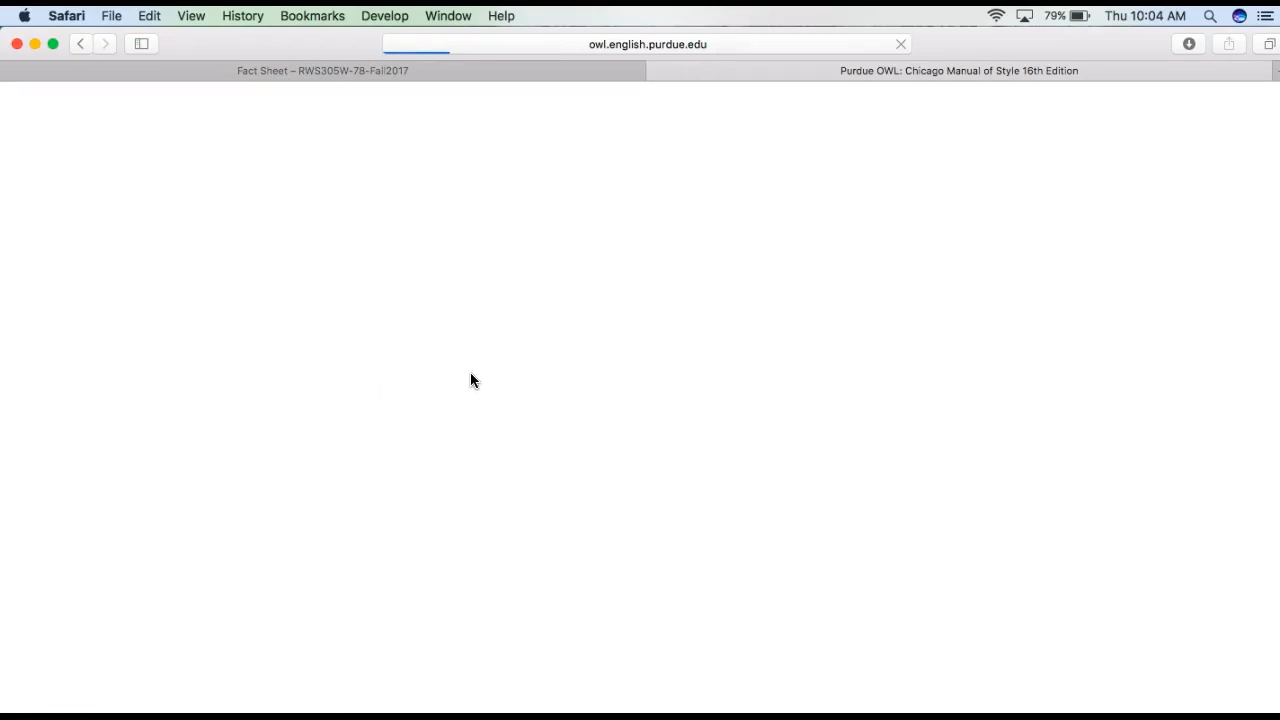 Safari File Edit View History Bookmarks Develop Window Help 79% Thu 10:04 AM
owl.english.purdue.edu
Fact Sheet – RWS305W-78-Fall2017 Purdue OWL: Chicago Manual of Style 16th Edition